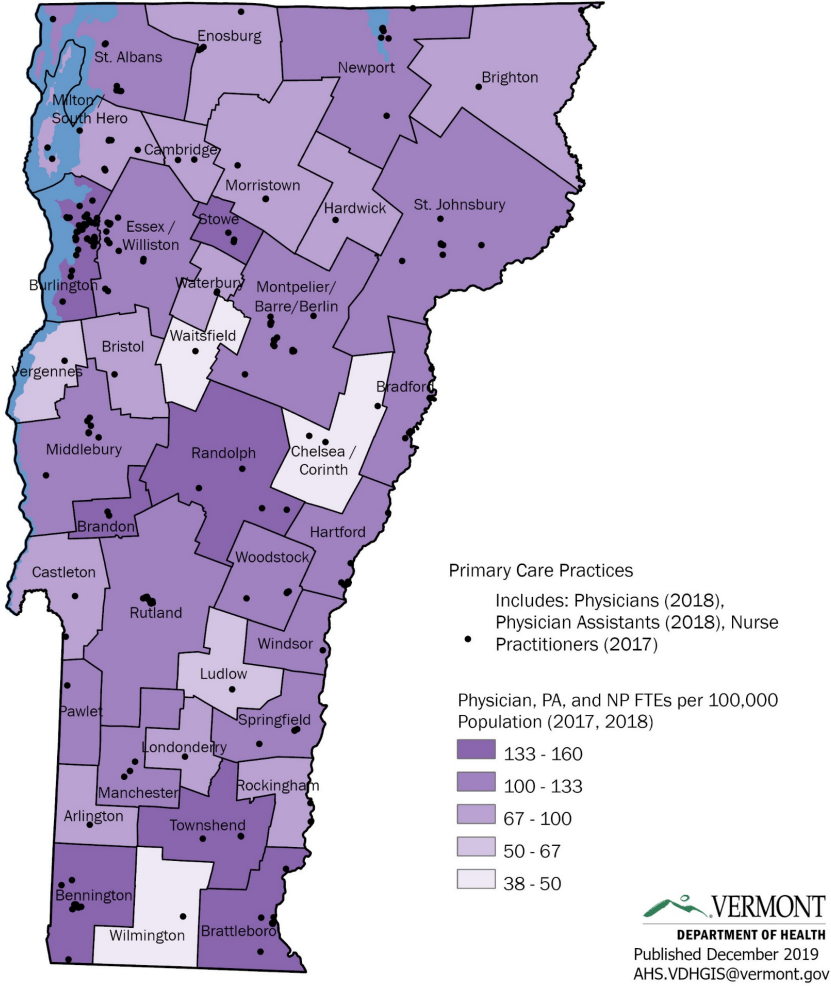 Enosburg
St. Albans
Newport
Brighton
Milton /
South Hero
Cambridge
Morristown
Hardwick
St. Johnsbury
Stowe
Essex /
Williston
Waterbury
Burlington
Montpelier/
Barre/Berlin
Waitsfield
Bristol
Vergennes
Bradford
Middlebury
Randolph
Chelsea /
Corinth
Brandon
Hartford
Woodstock
Castleton
Rutland
Windsor
Ludlow
Pawlet
Springfield
Londonderry
Manchester
Rockingham
Arlington
Townshend
Bennington
Wilmington
Brattleboro
Primary Care Practices
Includes: Physicians (2018),
Physician Assistants (2018), Nurse
Practitioners (2017)
Physician, PA, and NP FTEs per 100,000
Population (2017, 2018)
133 - 160
100 - 133
67 - 100
50 - 67
38 - 50
VERMONT
DEPARTMENT OF HEALTH
Published December 2019
AHS.VDHGIS@vermont.gov